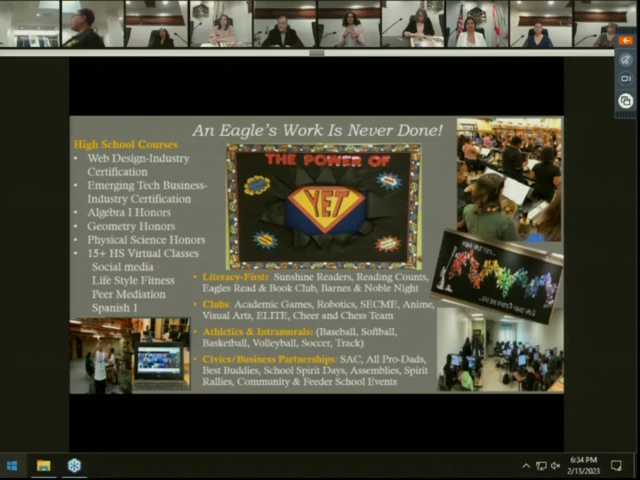 An Eagle's Work Is Never Done!
High School Courses
• Web Design-Industry
Certification
• Emerging Tech Business-
Industry Certification
• Algebra I Honors
• Geometry Honors
• Physical Science Honors
• 15+ HS Virtual Classes
Social media
Life Style Fitness
Peer Mediation
Spanish 1
THE POWER OF
YET
• Literacy-First: Sunshine Readers, Reading Counts,
Eagles Read & Book Club, Barnes & Noble Night
• Clubs: Academic Games, Robotics, SECME, Anime,
Visual Arts, ELITE, Cheer and Chess Team
• Athletics & Intramurals: (Baseball, Softball,
Basketball, Volleyball, Soccer, Track)
• Civics/Business Partnerships: SAC, All Pro-Dads,
Best Buddies, School Spirit Days, Assemblies, Spirit
Rallies, Community & Feeder School Events
6:34 PM
2/13/2023